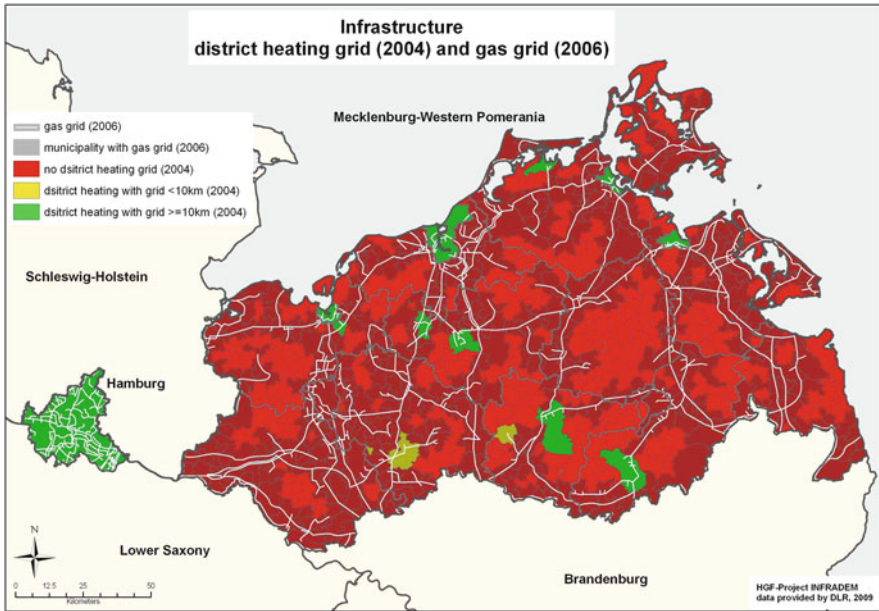 Infrastructure
district heating grid (2004) and gas grid (2006)
Mecklenburg-Western Pomerania
gas grid (2006)
municipality with gas grid (2006)
no dsitrict heating grid (2004)
dsitrict heating with grid <10km (2004)
dsitrict heating with grid >=10km (2004)
Schleswig-Holstein
Hamburg
Lower Saxony
Brandenburg
N
0 12.5 25 50
Kilometers
HGF-Project INFRADEM
data provided by DLR, 2009